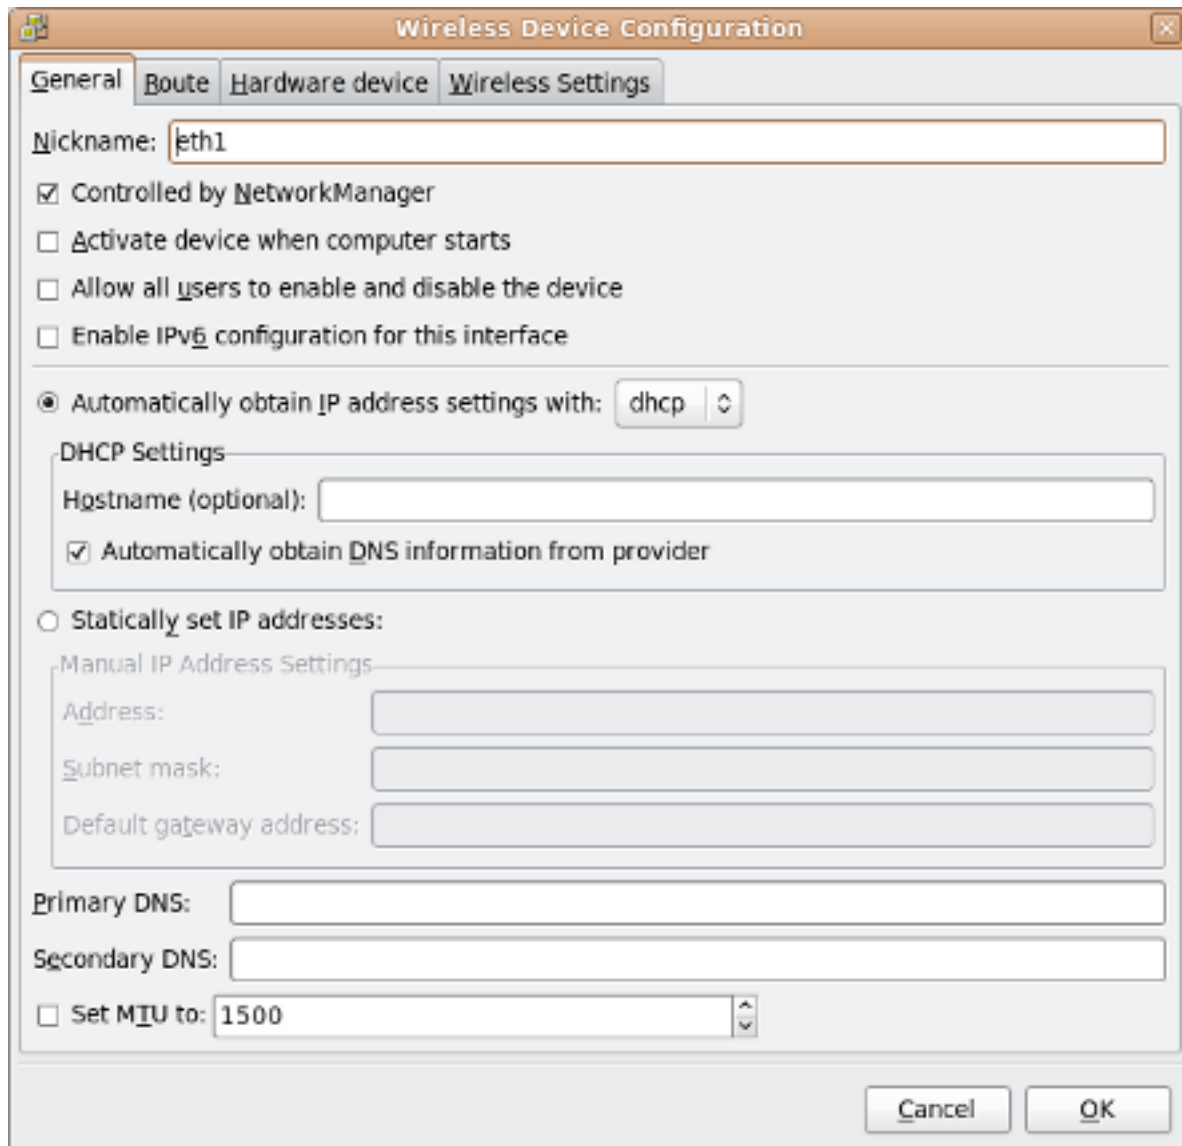 Wireless Device Configuration
General Route Hardware device Wireless Settings
Nickname: eth1
Controlled by NetworkManager
Activate device when computer starts
Allow all users to enable and disable the device
Enable IPv6 configuration for this interface
Automatically obtain IP address settings with: dhcp
DHCP Settings
Hostname (optional):
Automatically obtain DNS information from provider
Statically set IP addresses:
Manual IP Address Settings
Address:
Subnet mask:
Default gateway address:
Primary DNS:
Secondary DNS:
Set MTU to: 1500
Cancel OK